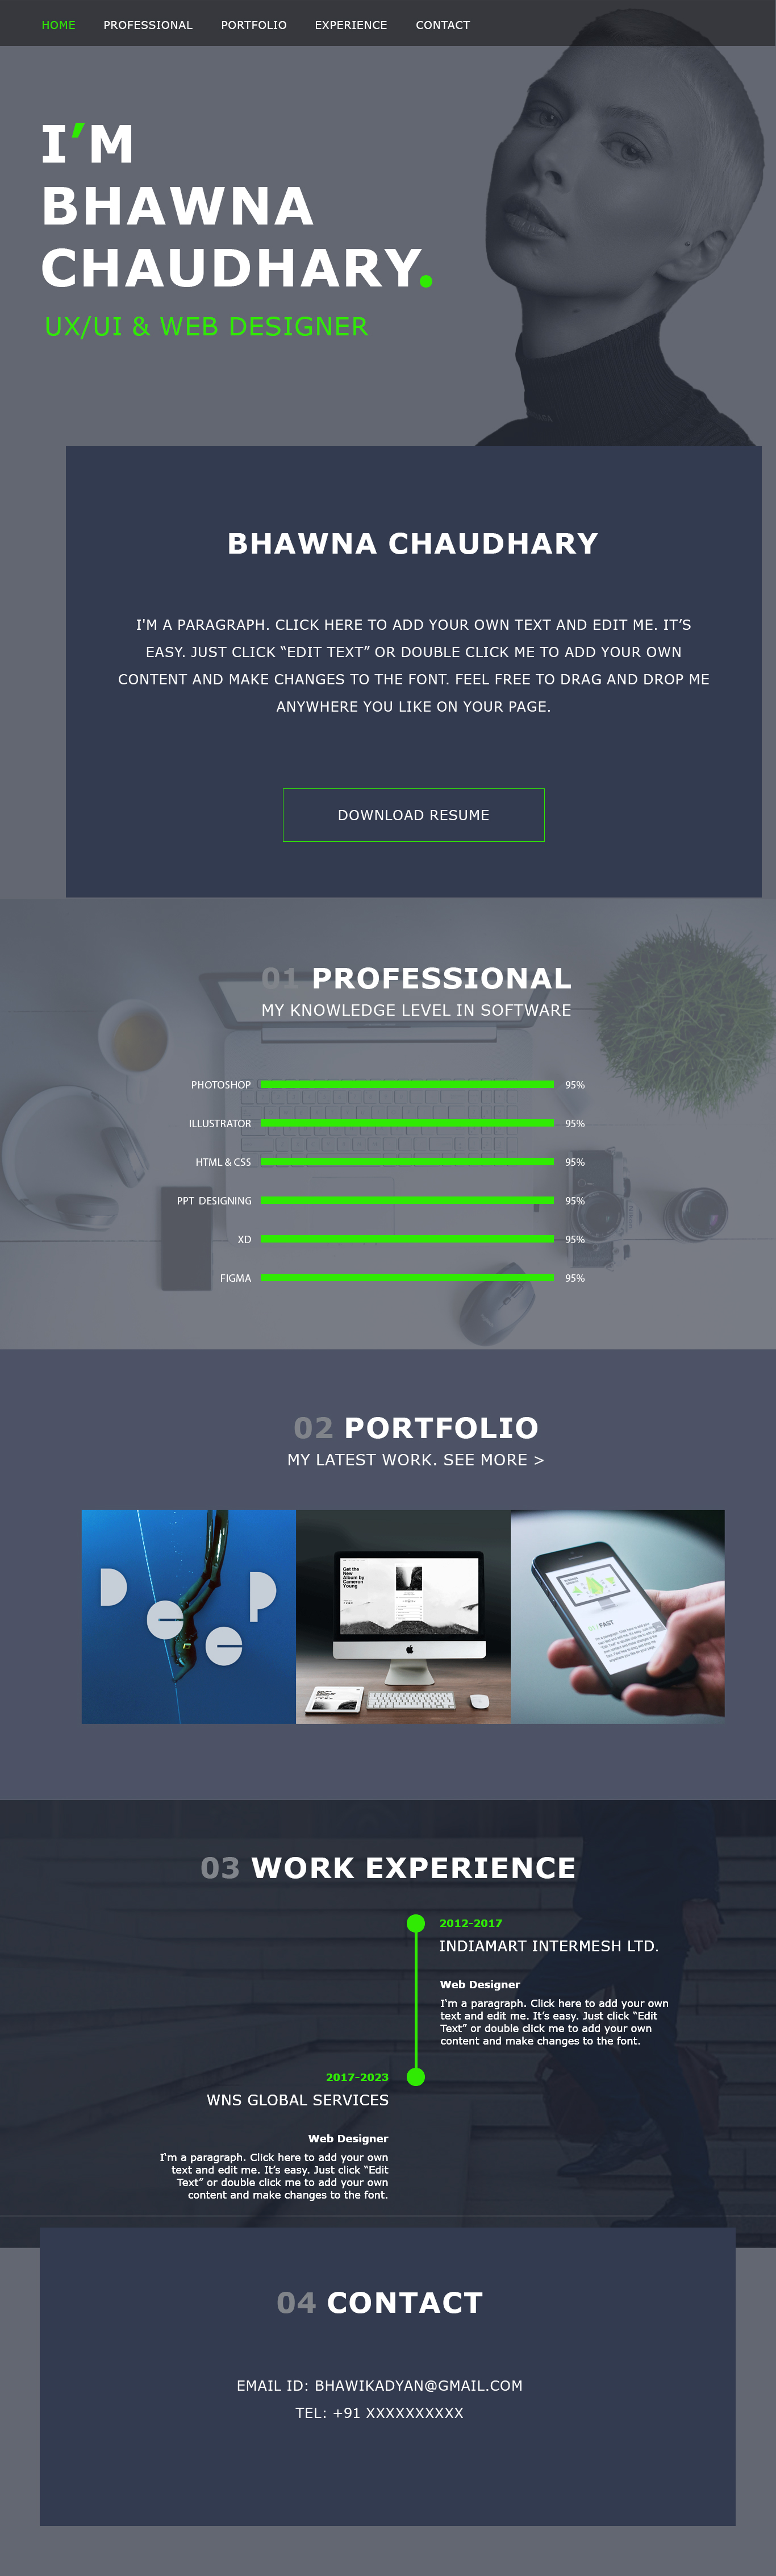 HOME PROFESSIONAL PORTFOLIO EXPERIENCE CONTACT
I’M
BHAWNA
CHAUDHARY.
UX/UI & WEB DESIGNER
BHAWNA CHAUDHARY
I'M A PARAGRAPH. CLICK HERE TO ADD YOUR OWN TEXT AND EDIT ME. IT’S
EASY. JUST CLICK “EDIT TEXT” OR DOUBLE CLICK ME TO ADD YOUR OWN
CONTENT AND MAKE CHANGES TO THE FONT. FEEL FREE TO DRAG AND DROP ME
ANYWHERE YOU LIKE ON YOUR PAGE.
DOWNLOAD RESUME
01 PROFESSIONAL
MY KNOWLEDGE LEVEL IN SOFTWARE
PHOTOSHOP 95%
ILLUSTRATOR 95%
HTML & CSS 95%
PPT DESIGNING 95%
XD 95%
FIGMA 95%
02 PORTFOLIO
MY LATEST WORK. SEE MORE >
DeeP
Get the
New
Album by
Cameron
Young
FAST
03 WORK EXPERIENCE
2012-2017
INDIAMART INTERMESH LTD.
Web Designer
I'm a paragraph. Click here to add your own
text and edit me. It’s easy. Just click “Edit
Text” or double click me to add your own
content and make changes to the font.
2017-2023
WNS GLOBAL SERVICES
Web Designer
I'm a paragraph. Click here to add your own
text and edit me. It’s easy. Just click “Edit
Text” or double click me to add your own
content and make changes to the font.
04 CONTACT
EMAIL ID: BHAWIKADYAN@GMAIL.COM
TEL: +91 XXXXXXXXXX